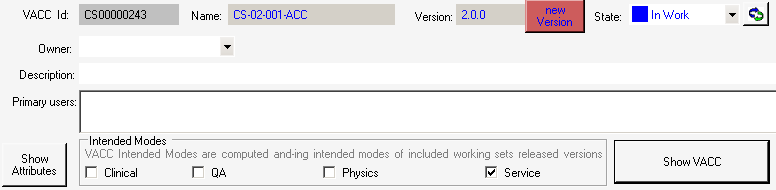 VACC Id: CS00000243 Name: CS-02-001-ACC Version: 2.0.0 new Version State: In Work
Owner:
Description:
Primary users:
Intended Modes
VACC Intended Modes are computed and-ing intended modes of included working sets released versions
Show Attributes Clinical QA Physics Service Show VACC